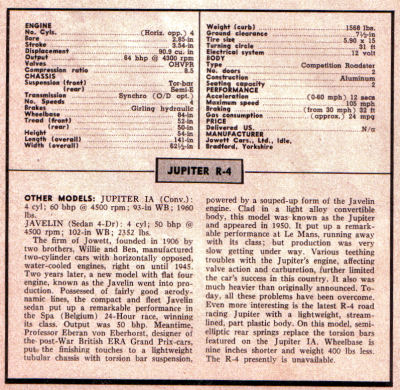 ENGINE
No. Cyls. (Horiz. opp.) 4
Bore 2.85-in
Stroke 3.54-in
Displacement 90.9 cu. in
Output 64 bhp @ 4500 rpm
Valves OHVPR
Compression ratio 8.5
CHASSIS
Suspension (front) Tor-bar
(rear) Semi-E
Transmission Synchro (O/D opt.)
No. Speeds 4
Brakes Girling hydraulic
Wheelbase 84-in
Tread (front) 52-in
(rear) 50-in
Height 54-in
Length (overall) 141-in
Width (overall) 62½-in
Weight (curb) 1568 lbs.
Ground clearance 7½-in
Tire size 5.90 x 15
Turning circle 31 ft
Electrical system 12 volt
BODY
Type Competition Roadster
No. doors 2
Construction Aluminum
Seating capacity 2
PERFORMANCE
Acceleration (0-60 mph) 12 secs
Maximum speed 105 mph
Braking (from 30 mph) 32 ft
Gas consumption (approx.) 24 mpg
PRICE
Delivered US. N/a
MANUFACTURER
Jowett Cars., Ltd., Idle,
Bradford, Yorkshire
JUPITER R-4
OTHER MODELS: JUPITER IA (Conv.):
4 cyl; 60 bhp @ 4500 rpm; 93-in WB; 1960
lbs.
JAVELIN (Sedan 4-Dr): 4 cyl; 50 bhp @
4500 rpm; 102-in WB; 2352 lbs.
The firm of Jowett, founded in 1906 by
two brothers, Willie and Ben, manufactured
two-cylinder cars with horizontally opposed,
water-cooled engines, right on until 1945.
Two years later, a new model with flat four
engine, known as the Javelin went into pro-
duction. Possesed of fairly good aerody-
namic lines, the compact and fleet Javelin
sedan put up a remarkable performance in
the Spa (Belgium) 24-Hour race, winning
its class. Output was 50 bhp. Meantime,
Professor Eberan von Eberhorst, designer of
the post-War British ERA Grand Prix-cars,
put the finishing touches to a lightweight
tubular chassis with torsion bar suspension,
powered by a souped-up form of the Javelin
engine. Clad in a light alloy convertible
body, this model was known as the Jupiter
and appeared in 1950. It put up a remark-
able performance at Le Mans, running away
with its class; but production was very
slow getting under way. Various teething
troubles with the Jupiter's engine, affecting
valve action and carburetion, further limited
the car's success in this country. It also was
much heavier than originally announced. To-
day, all these problems have been overcome.
Even more interesting is the latest R-4 road
racing Jupiter with a lightweight, stream-
lined, part plastic body. On this model, semi-
elliptic rear springs replace the torsion bars
featured on the Jupiter IA. Wheelbase is
nine inches shorter and weight 400 lbs less.
The R-4 presently is unavailable.